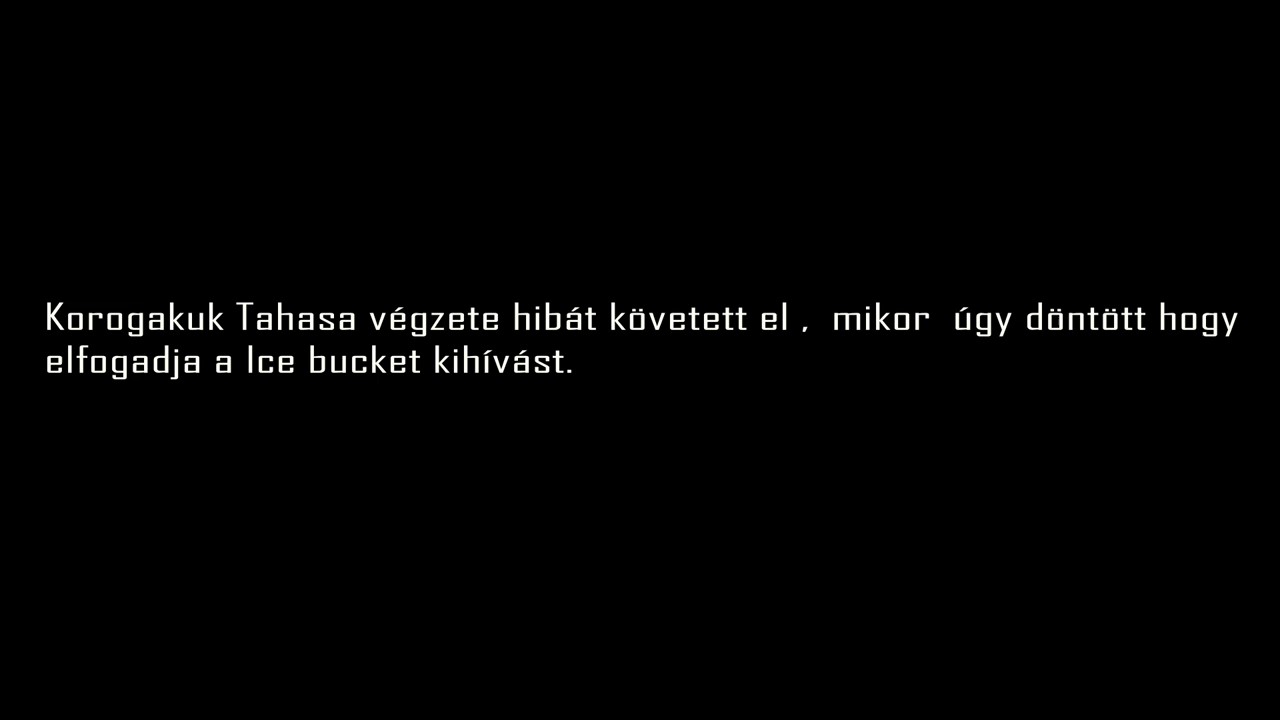 Korogakuk Tahasa végzete hibát követett el ,  mikor  úgy döntött hogy
elfogadja a Ice bucket kihívást.